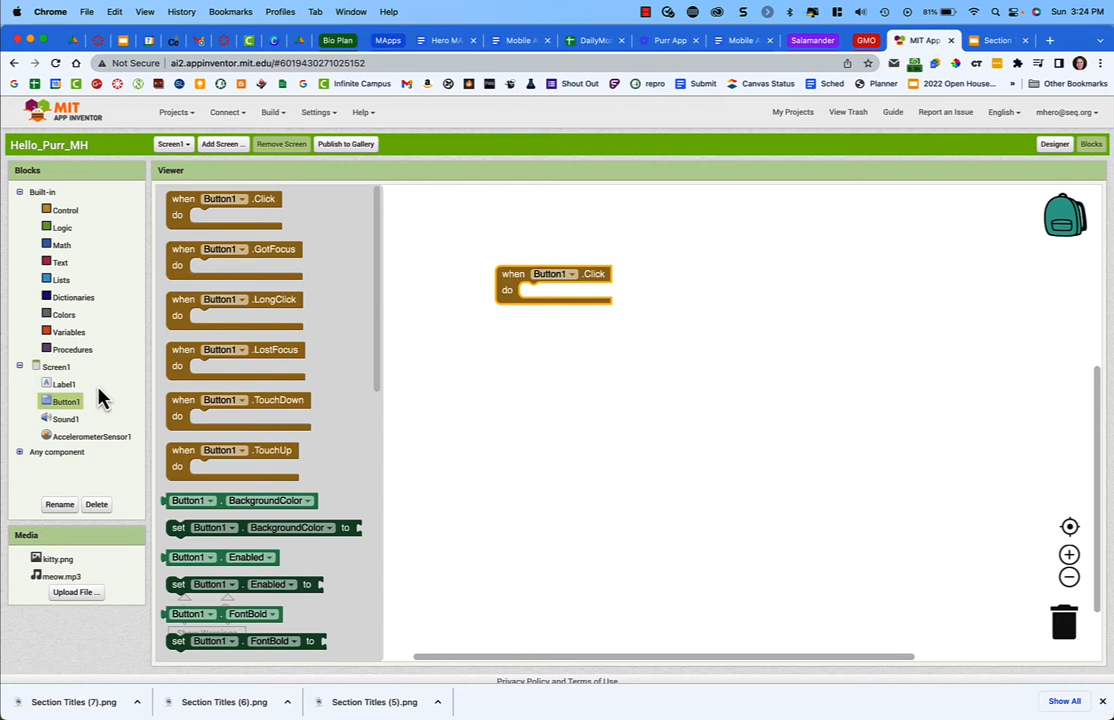 Chrome File Edit View History Bookmarks Profiles Tab Window Help 81% Sun 3:24 PM
Bio Plan MApps Hero M Mobile A DailyMo Purr App Mobile A Salamander GMO MIT App Section T
Not Secure ai2.appinventor.mit.edu/#6019430271025152
Infinite Canvas Shout Out repro Submit Canvas Status Schedule Planner 2022 Open House... Other Bookmarks
MIT
APP INVENTOR
Projects Connect Build Settings Help My Projects View Trash Guide Report an Issue English mhero@seq.org
Hello_Purr_MH Screen1 Add Screen ... Remove Screen Publish to Gallery Designer Blocks
Blocks Viewer
Built-in
Control
Logic
Math
Text
Lists
Dictionaries
Colors
Variables
Procedures
Screen1
Label1
Button1
Sound1
AccelerometerSensor1
Any component
Rename Delete
Media
kitty.png
meow.mp3
Upload File ...
when Button1 .Click
do
when Button1 .GotFocus
do
when Button1 .LongClick
do
when Button1 .LostFocus
do
when Button1 .TouchDown
do
when Button1 .TouchUp
do
Button1 . BackgroundColor
set Button1 . BackgroundColor to
Button1 . Enabled
set Button1 . Enabled to
Button1 . FontBold
Show Warnings
set Button1 . FontBold to
when Button1 .Click
do
Privacy Policy and Terms of Use
Section Titles (7).png Section Titles (6).png Section Titles (5).png Show All